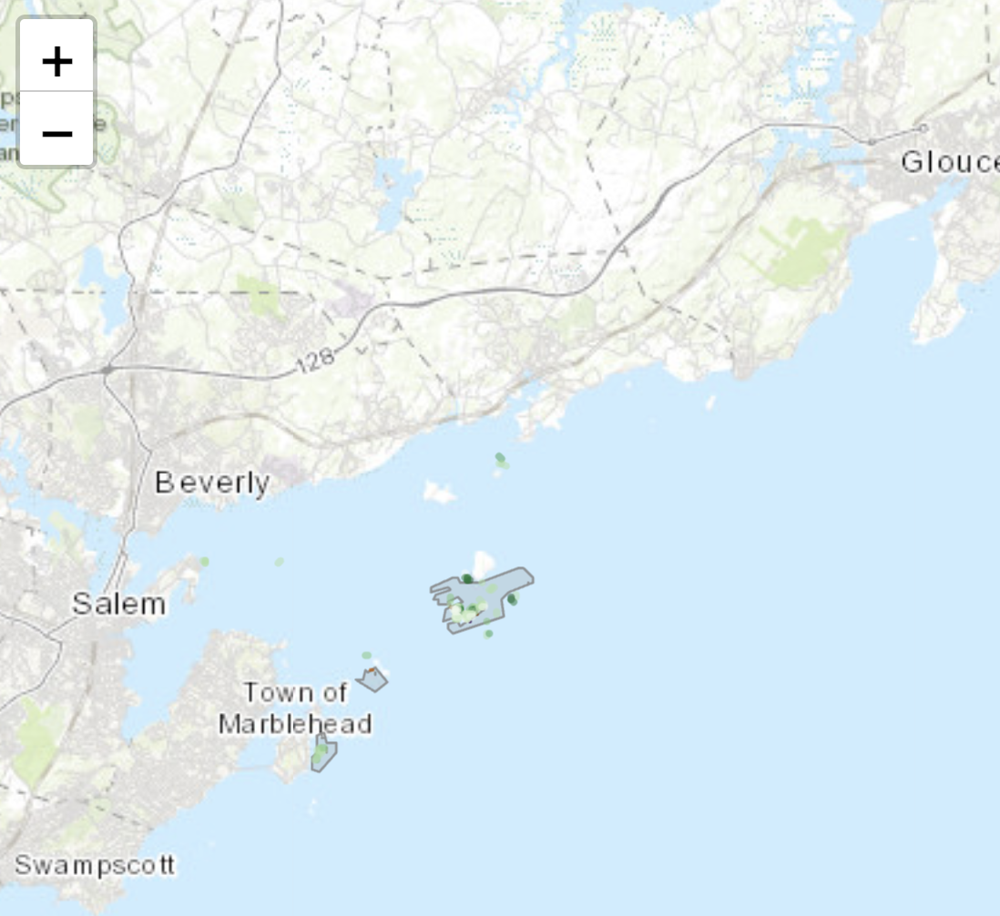 +
−
Glouce
128
Beverly
Salem
Town of
Marblehead
Swampscott